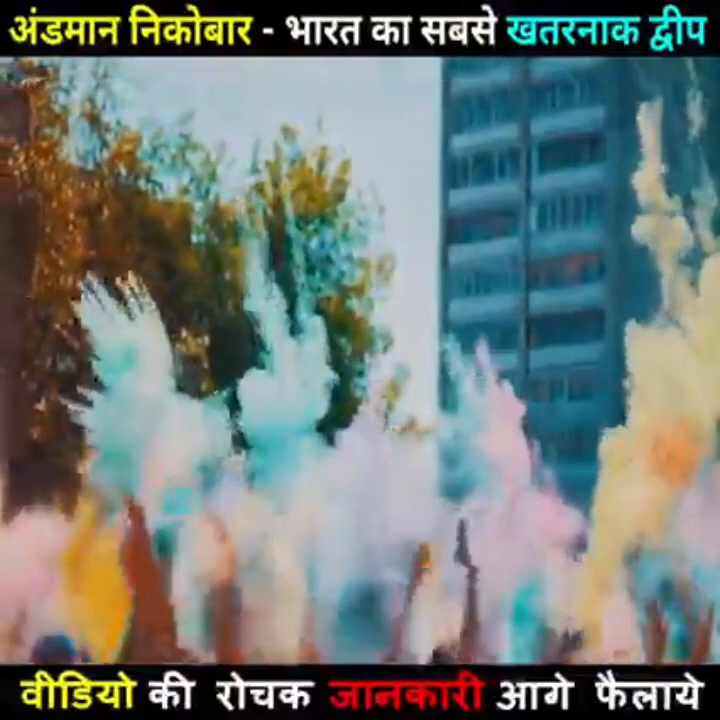 अंडमान निकोबार - भारत का सबसे खतरनाक द्वीप
वीडियो की रोचक जानकारी आगे फैलाये